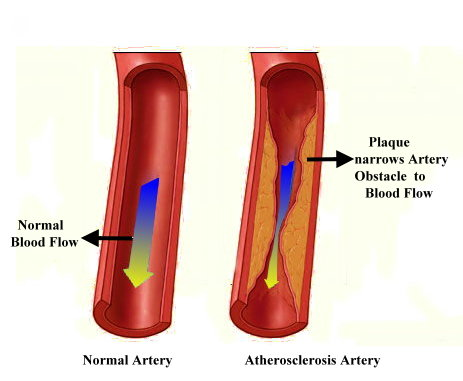 Plaque
narrows Artery
Obstacle to
Blood Flow
Normal
Blood Flow
Normal Artery
Atherosclerosis Artery